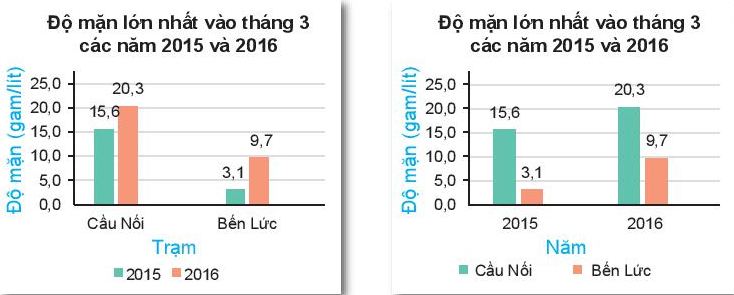 Độ mặn lớn nhất vào tháng 3
các năm 2015 và 2016
Độ mặn (gam/lít)
25,0
20,0
15,0
10,0
5,0
0,0
15,6
20,3
3,1
9,7
Cầu Nổi
Bến Lức
Trạm
2015
2016
Độ mặn lớn nhất vào tháng 3
các năm 2015 và 2016
Độ mặn (gam/lít)
25,0
20,0
15,0
10,0
5,0
0,0
15,6
3,1
20,3
9,7
2015
2016
Năm
Cầu Nổi
Bến Lức